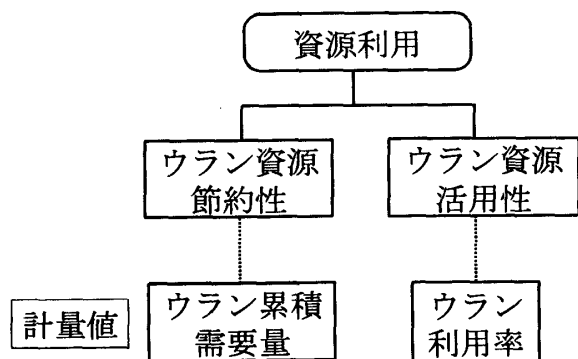 資源利用
ウラン資源
節約性
ウラン資源
活用性
計量値
ウラン累積
需要量
ウラン
利用率